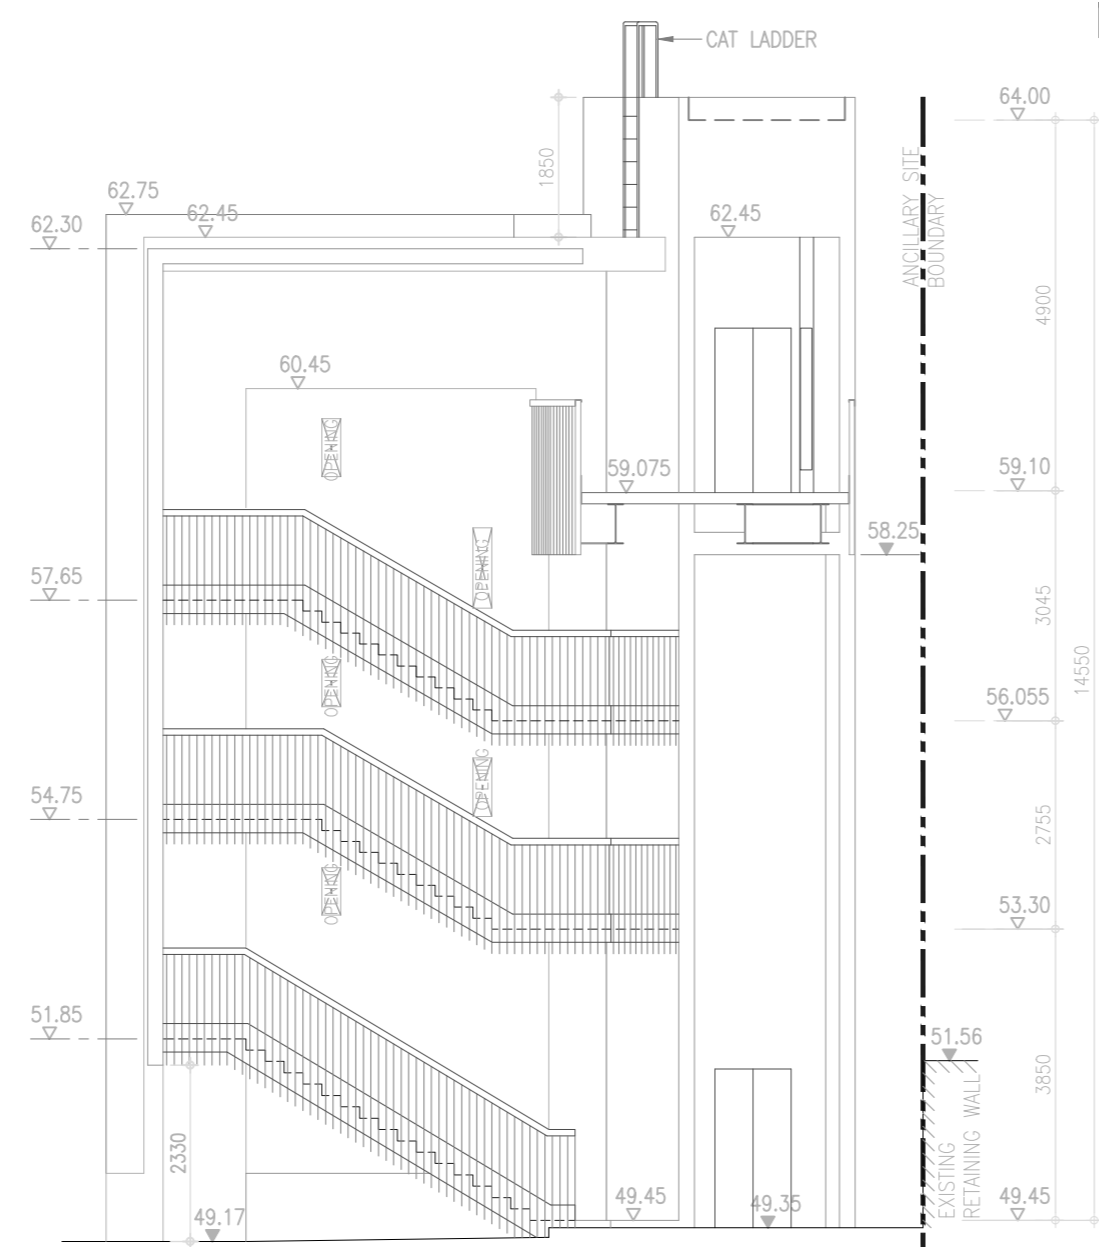 CAT LADDER
64.00
1850
62.75
62.45
62.30
62.45
ANCILLARY SITE
BOUNDARY
4900
60.45
OPENING
59.075
59.10
58.25
OPENING
57.65
3045
14550
OPENING
56.055
OPENING
54.75
2755
OPENING
53.30
51.85
51.56
3850
EXISTING
RETAINING WALL
2330
49.17
49.45
49.35
49.45